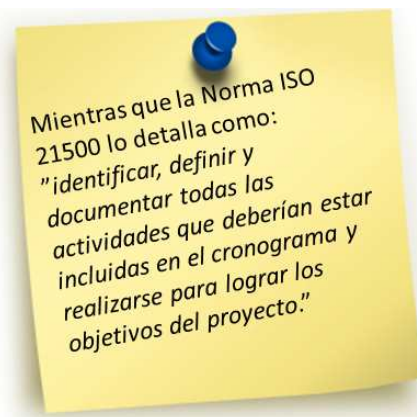 Mientras que la Norma ISO
21500 lo detalla como:
"identificar, definir y
documentar todas las
actividades que deberían estar
incluidas en el cronograma y
realizarse para lograr los
objetivos del proyecto."